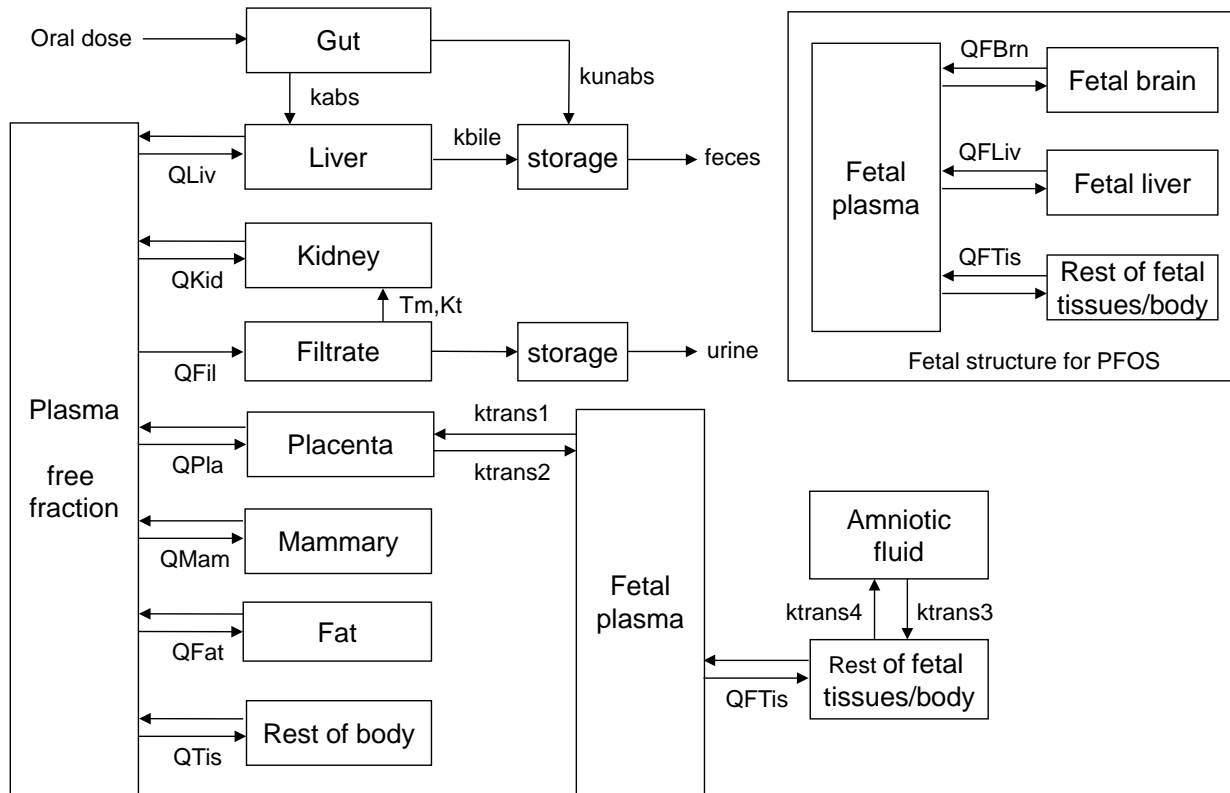 Oral dose
Gut
kabs
kunabs
Liver
QLiv
kbile
storage
feces
Kidney
QKid
Tm,Kt
Filtrate
QFil
storage
urine
Plasma
free
fraction
Placenta
QPla
ktrans1
ktrans2
Mammary
QMam
Fat
QFat
Rest of body
QTis
Fetal
plasma
Amniotic
fluid
ktrans4
ktrans3
Rest of fetal
tissues/body
QFTis
Fetal
plasma
QFBrn
Fetal brain
QFLiv
Fetal liver
QFTis
Rest of fetal
tissues/body
Fetal structure for PFOS